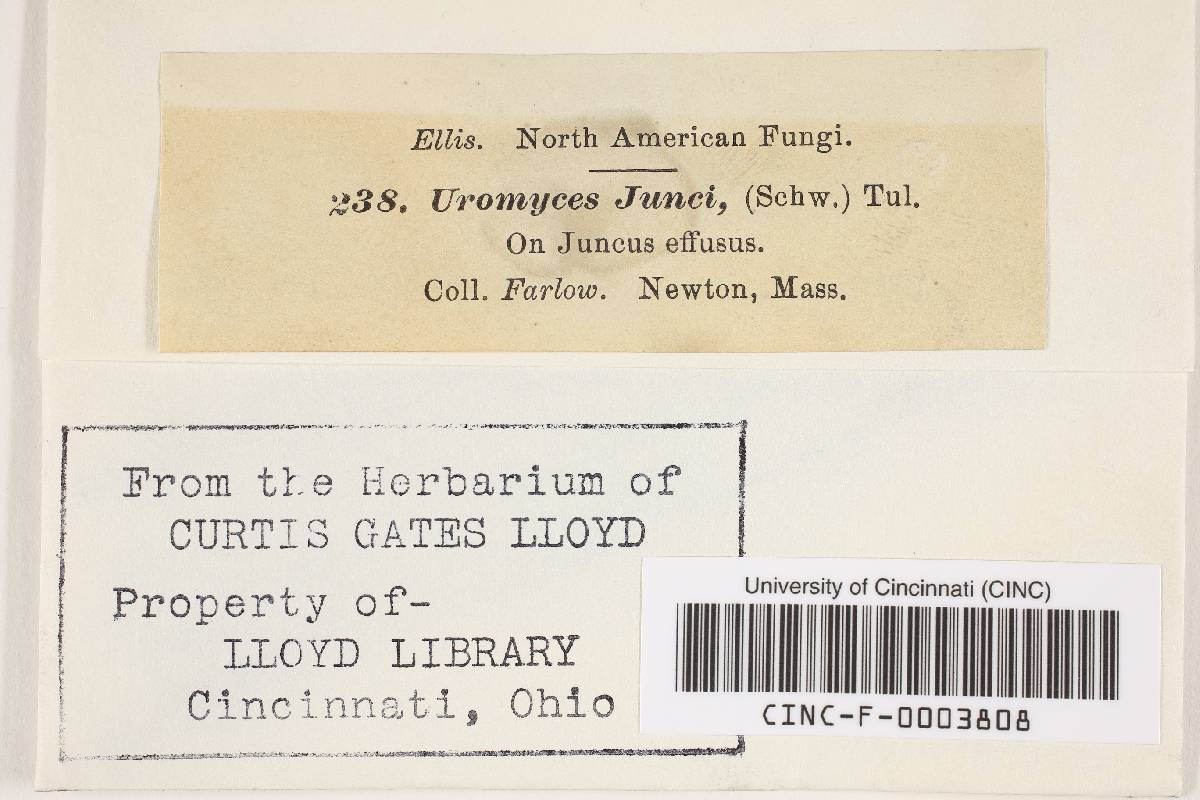 Ellis. North American Fungi.
238. Uromyces Junci, (Schw.) Tul.
On Juncus effusus.
Coll. Farlow. Newton, Mass.
From the Herbarium of
CURTIS GATES LLOYD
Property of-
LLOYD LIBRARY
Cincinnati, Ohio
University of Cincinnati (CINC)
CINC-F-0003808